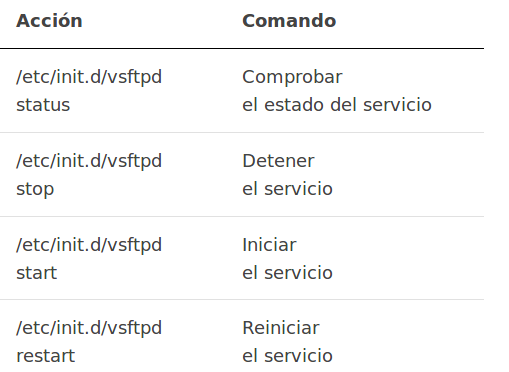 Acción Comando
/etc/init.d/vsftpd Comprobar
status el estado del servicio
/etc/init.d/vsftpd Detener
stop el servicio
/etc/init.d/vsftpd Iniciar
start el servicio
/etc/init.d/vsftpd Reiniciar
restart el servicio